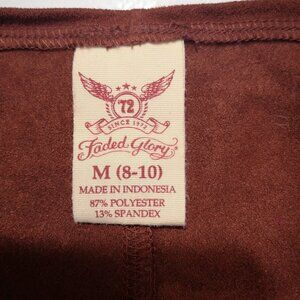 '72
SINCE 1972
Faded Glory
M (8-10)
MADE IN INDONESIA
87% POLYESTER
13% SPANDEX